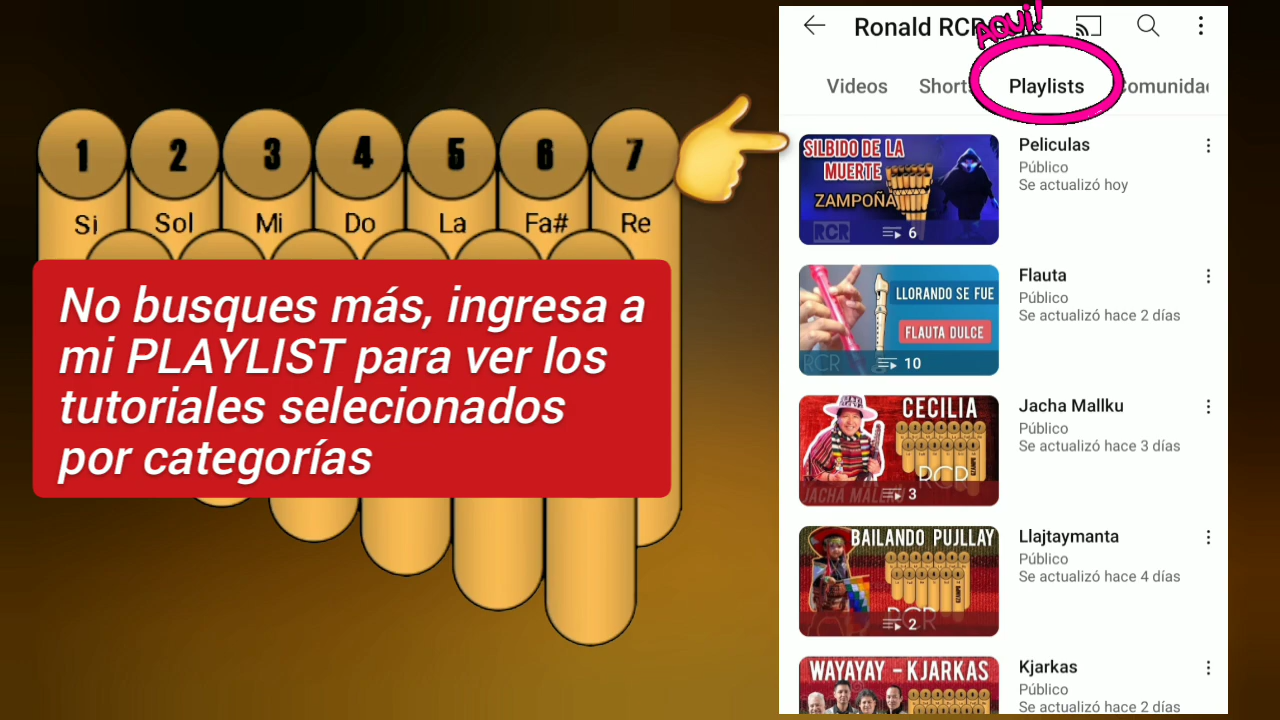 1 2 3 4 5 6 7
Si Sol Mi Do La Fa# Re
No busques más, ingresa a
mi PLAYLIST para ver los
tutoriales selecionados
por categorías
AQUI!
Ronald RCR
Videos Shorts Playlists Comunidad
SILBIDO DE LA
MUERTE
ZAMPOÑA
RCR
6
Peliculas
Público
Se actualizó hoy
LLORANDO SE FUE
FLAUTA DULCE
RCR
10
Flauta
Público
Se actualizó hace 2 días
CECILIA
RCR
JACHA MALLKU
3
Jacha Mallku
Público
Se actualizó hace 3 días
BAILANDO PUJLLAY
RCR
2
Llajtaymanta
Público
Se actualizó hace 4 días
WAYAYAY - KJARKAS
Kjarkas
Público
Se actualizó hace 2 días